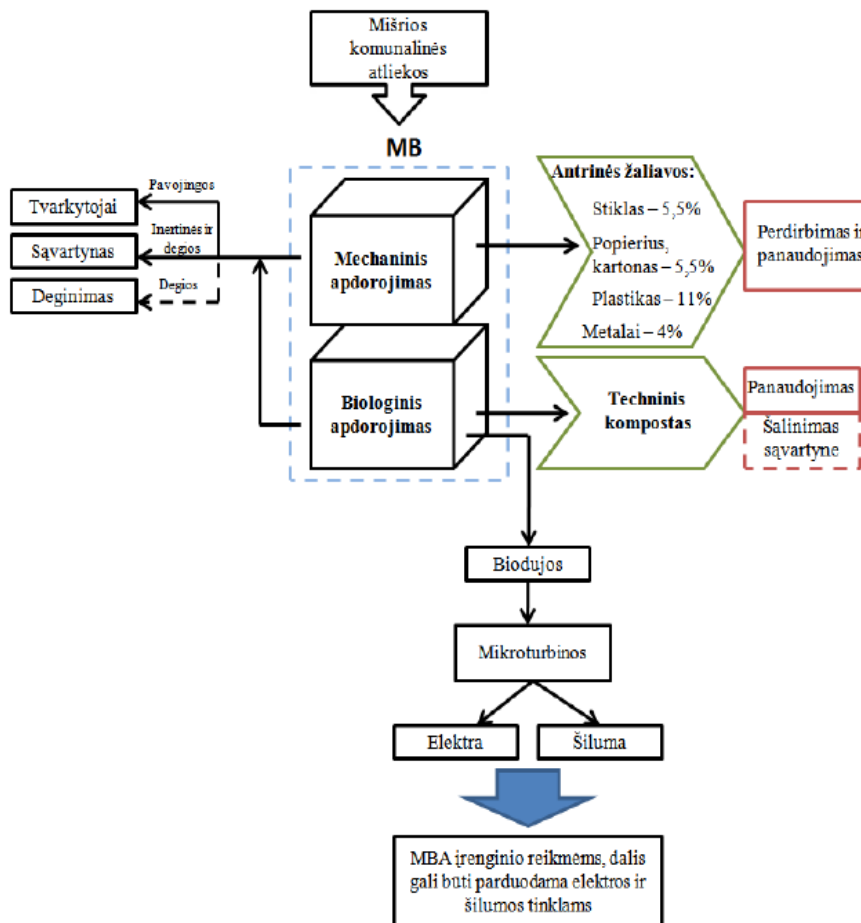 Mišrios
komunalinės
atliekos
MB
Pavojingos
Tvarkytojai
Inertinės ir
degios
Sąvartynas
Degios
Deginimas
Mechaninis
apdorojimas
Antrinės žaliavos:
Stiklas – 5,5%
Popierius,
kartonas – 5,5%
Plastikas – 11%
Metalai – 4%
Perdirbimas ir
panaudojimas
Biologinis
apdorojimas
Techninis
kompostas
Panaudojimas
Šalinimas
sąvartyne
Biodujos
Mikroturbinos
Elektra
Šiluma
MBA įrenginio reikmėms, dalis
gali būti parduodama elektros ir
šilumos tinklams